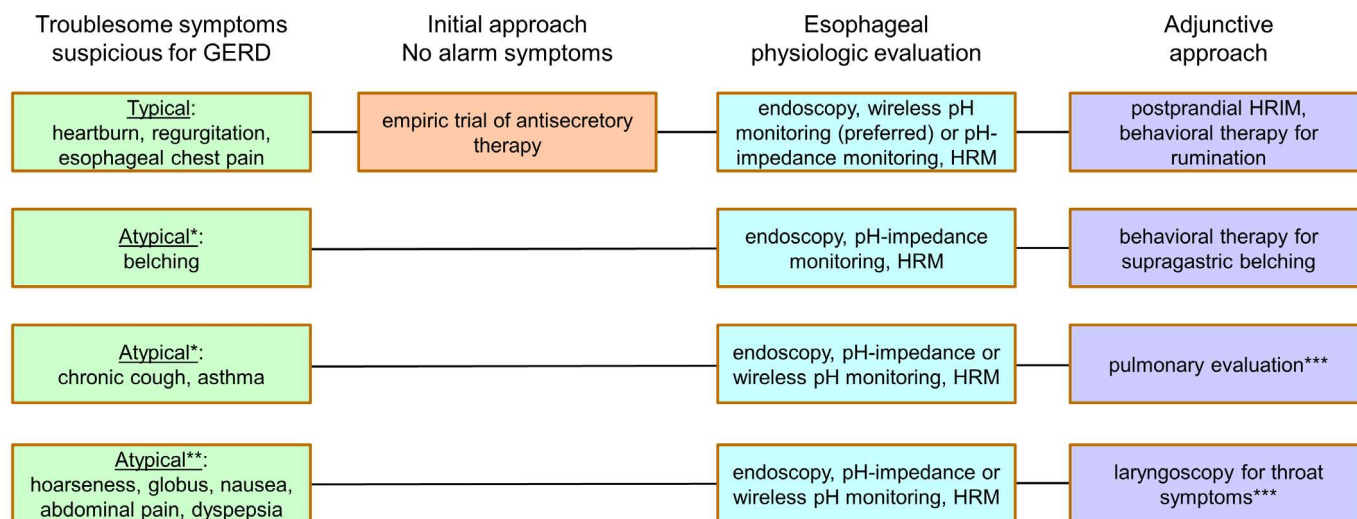 Troublesome symptoms
suspicious for GERD
Initial approach
No alarm symptoms
Esophageal
physiologic evaluation
Adjunctive
approach
Typical:
heartburn, regurgitation,
esophageal chest pain
empiric trial of antisecretory
therapy
endoscopy, wireless pH
monitoring (preferred) or pH-
impedance monitoring, HRM
postprandial HRIM,
behavioral therapy for
rumination
Atypical*:
belching
endoscopy, pH-impedance
monitoring, HRM
behavioral therapy for
supragastric belching
Atypical*:
chronic cough, asthma
endoscopy, pH-impedance or
wireless pH monitoring, HRM
pulmonary evaluation***
Atypical**:
hoarseness, globus, nausea,
abdominal pain, dyspepsia
endoscopy, pH-impedance or
wireless pH monitoring, HRM
laryngoscopy for throat
symptoms***